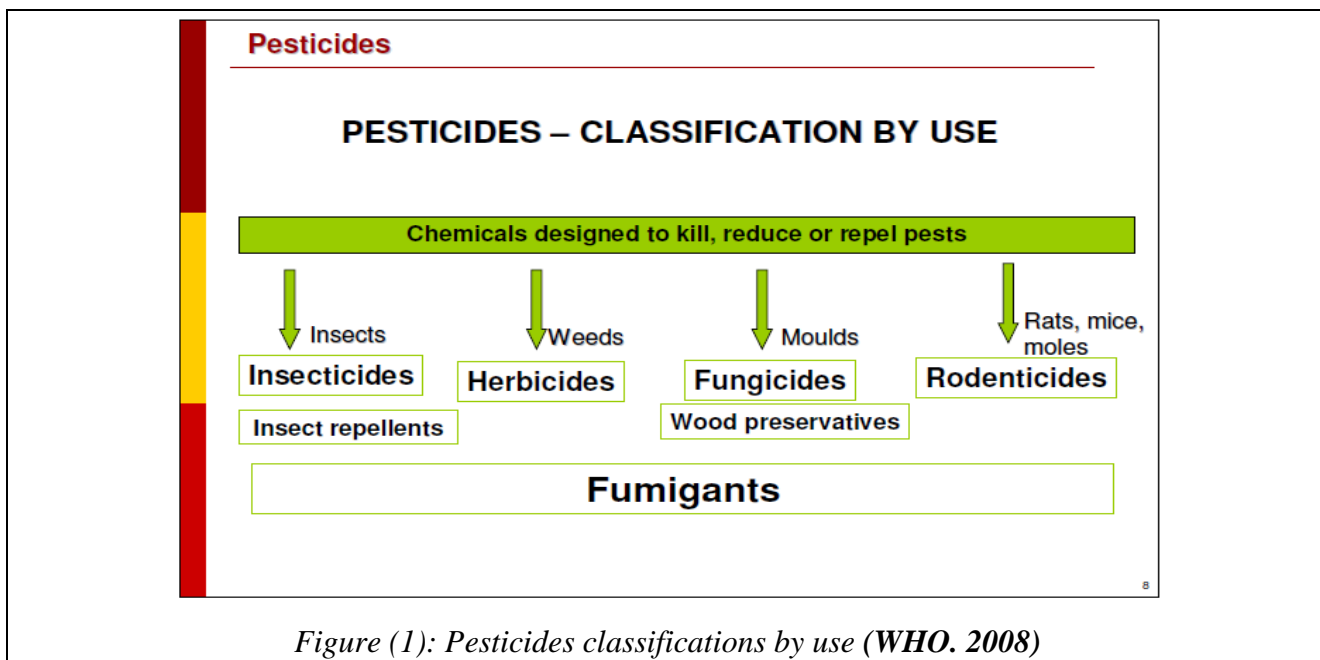 Pesticides
PESTICIDES – CLASSIFICATION BY USE
Chemicals designed to kill, reduce or repel pests
Insects
Weeds
Moulds
Rats, mice,
moles
Insecticides
Herbicides
Fungicides
Rodenticides
Insect repellents
Wood preservatives
Fumigants
8
Figure (1): Pesticides classifications by use (WHO. 2008)